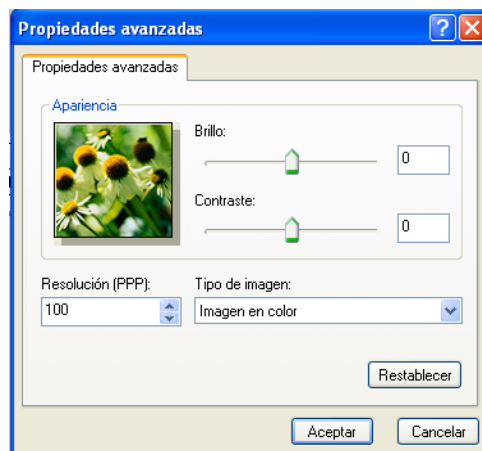 Propiedades avanzadas
Propiedades avanzadas
Apariencia
Brillo:
0
Contraste:
0
Resolución (PPP):
Tipo de imagen:
100
Imagen en color
Restablecer
Aceptar
Cancelar